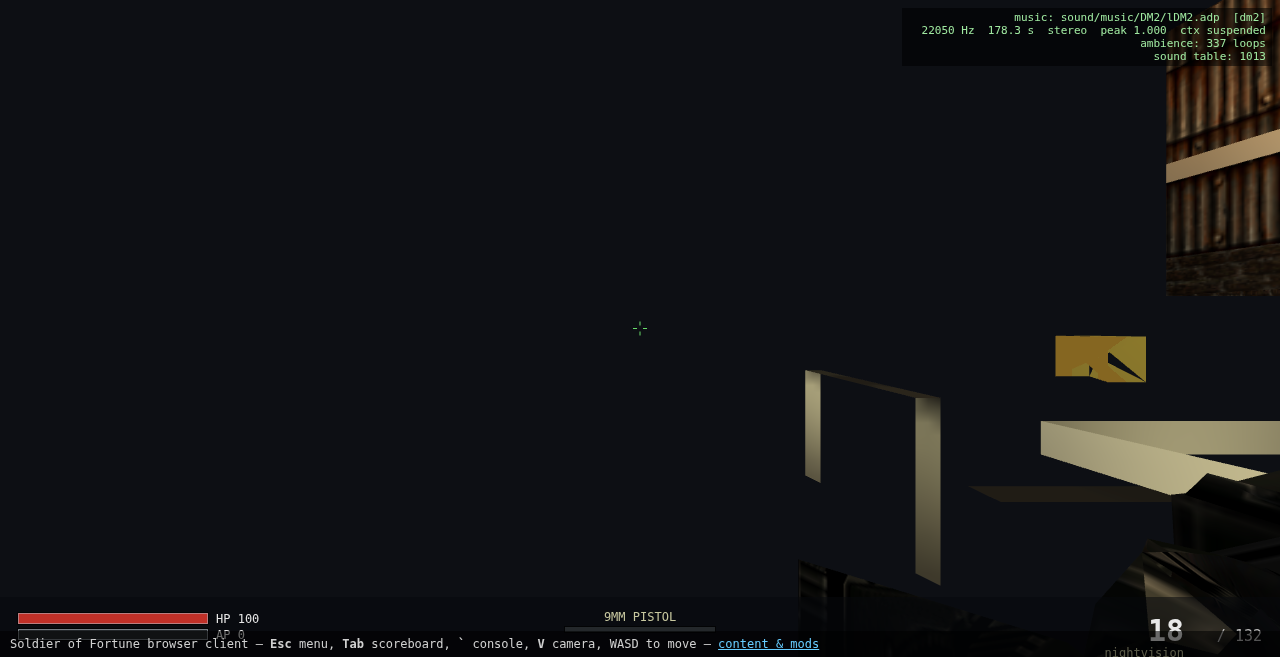 music: sound/music/DM2/lDM2.adp  [dm2]
22050 Hz  178.3 s  stereo  peak 1.000  ctx suspended
ambience: 337 loops
sound table: 1013
9MM PISTOL
HP 100
AP 0
18 / 132
nightvision
Soldier of Fortune browser client — Esc menu, Tab scoreboard, ` console, V camera, WASD to move — content & mods